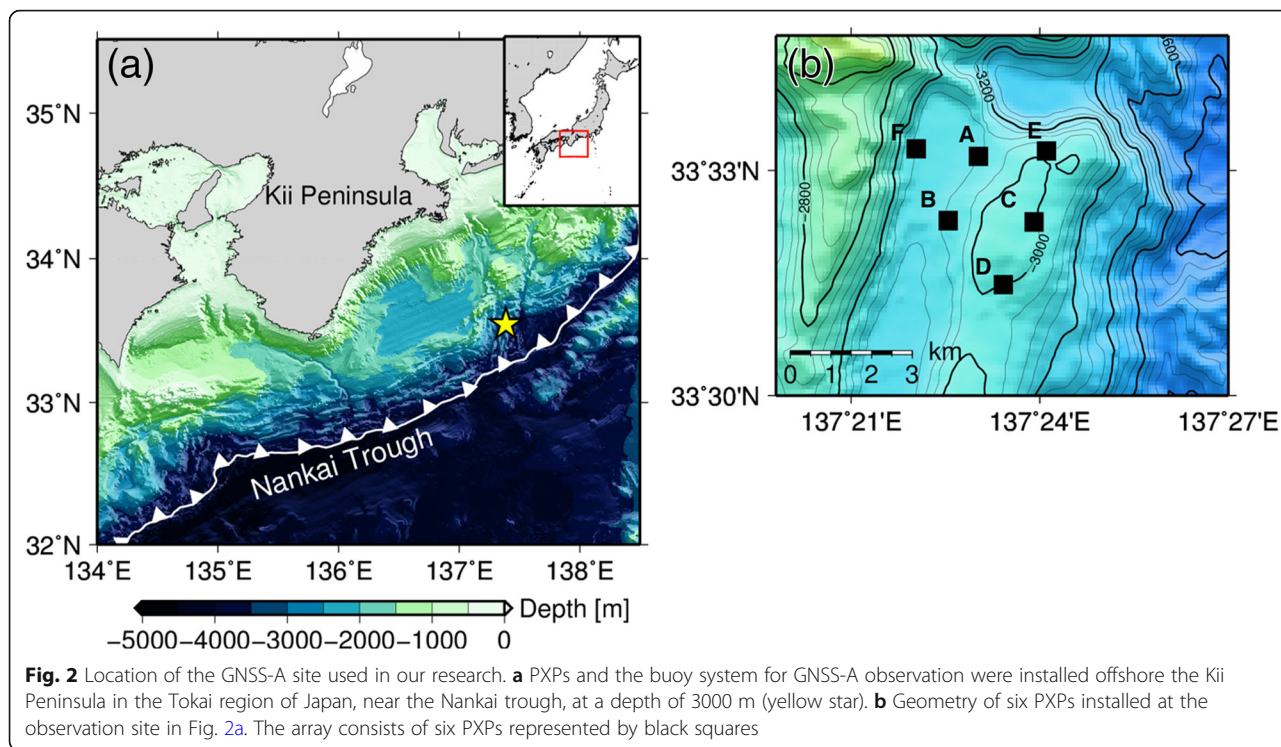 (a)
35˚N
34˚N
33˚N
32˚N
134˚E
135˚E
136˚E
137˚E
138˚E
Kii Peninsula
Nankai Trough
Depth [m]
−5000 −4000 −3000 −2000 −1000 0
(b)
33˚33'N
33˚30'N
137˚21'E
137˚24'E
137˚27'E
-3200
-3600
-2800
-3000
F
A
E
B
C
D
km
0 1 2 3
Fig. 2 Location of the GNSS-A site used in our research. a PXPs and the buoy system for GNSS-A observation were installed offshore the Kii
Peninsula in the Tokai region of Japan, near the Nankai trough, at a depth of 3000 m (yellow star). b Geometry of six PXPs installed at the
observation site in Fig. 2a. The array consists of six PXPs represented by black squares